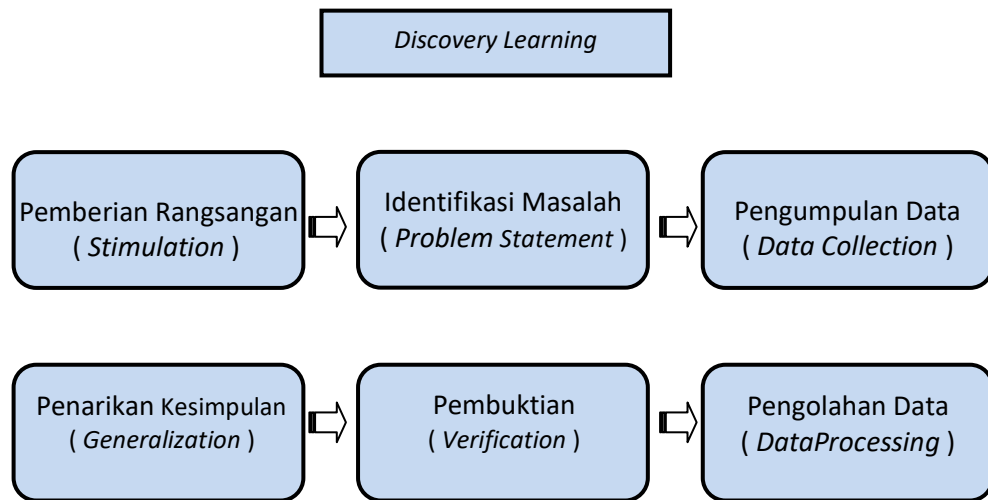 Discovery Learning
Pemberian Rangsangan
( Stimulation )
Identifikasi Masalah
( Problem Statement )
Pengumpulan Data
( Data Collection )
Penarikan Kesimpulan
( Generalization )
Pembuktian
( Verification )
Pengolahan Data
( DataProcessing )